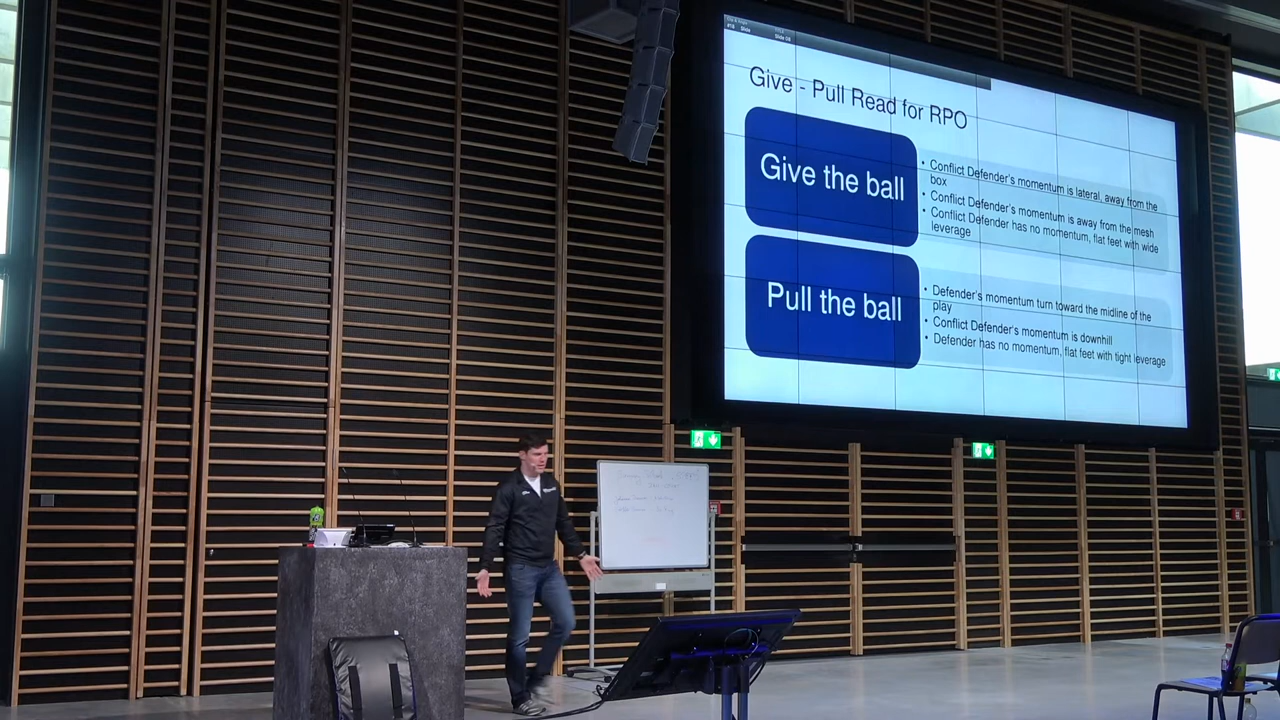 Give - Pull Read for RPO
Give the ball
• Conflict Defender's momentum is lateral, away from the
box
• Conflict Defender's momentum is away from the mesh
• Conflict Defender has no momentum, flat feet with wide
leverage
Pull the ball
• Defender's momentum turn toward the midline of the
play
• Conflict Defender's momentum is downhill
• Defender has no momentum, flat feet with tight leverage